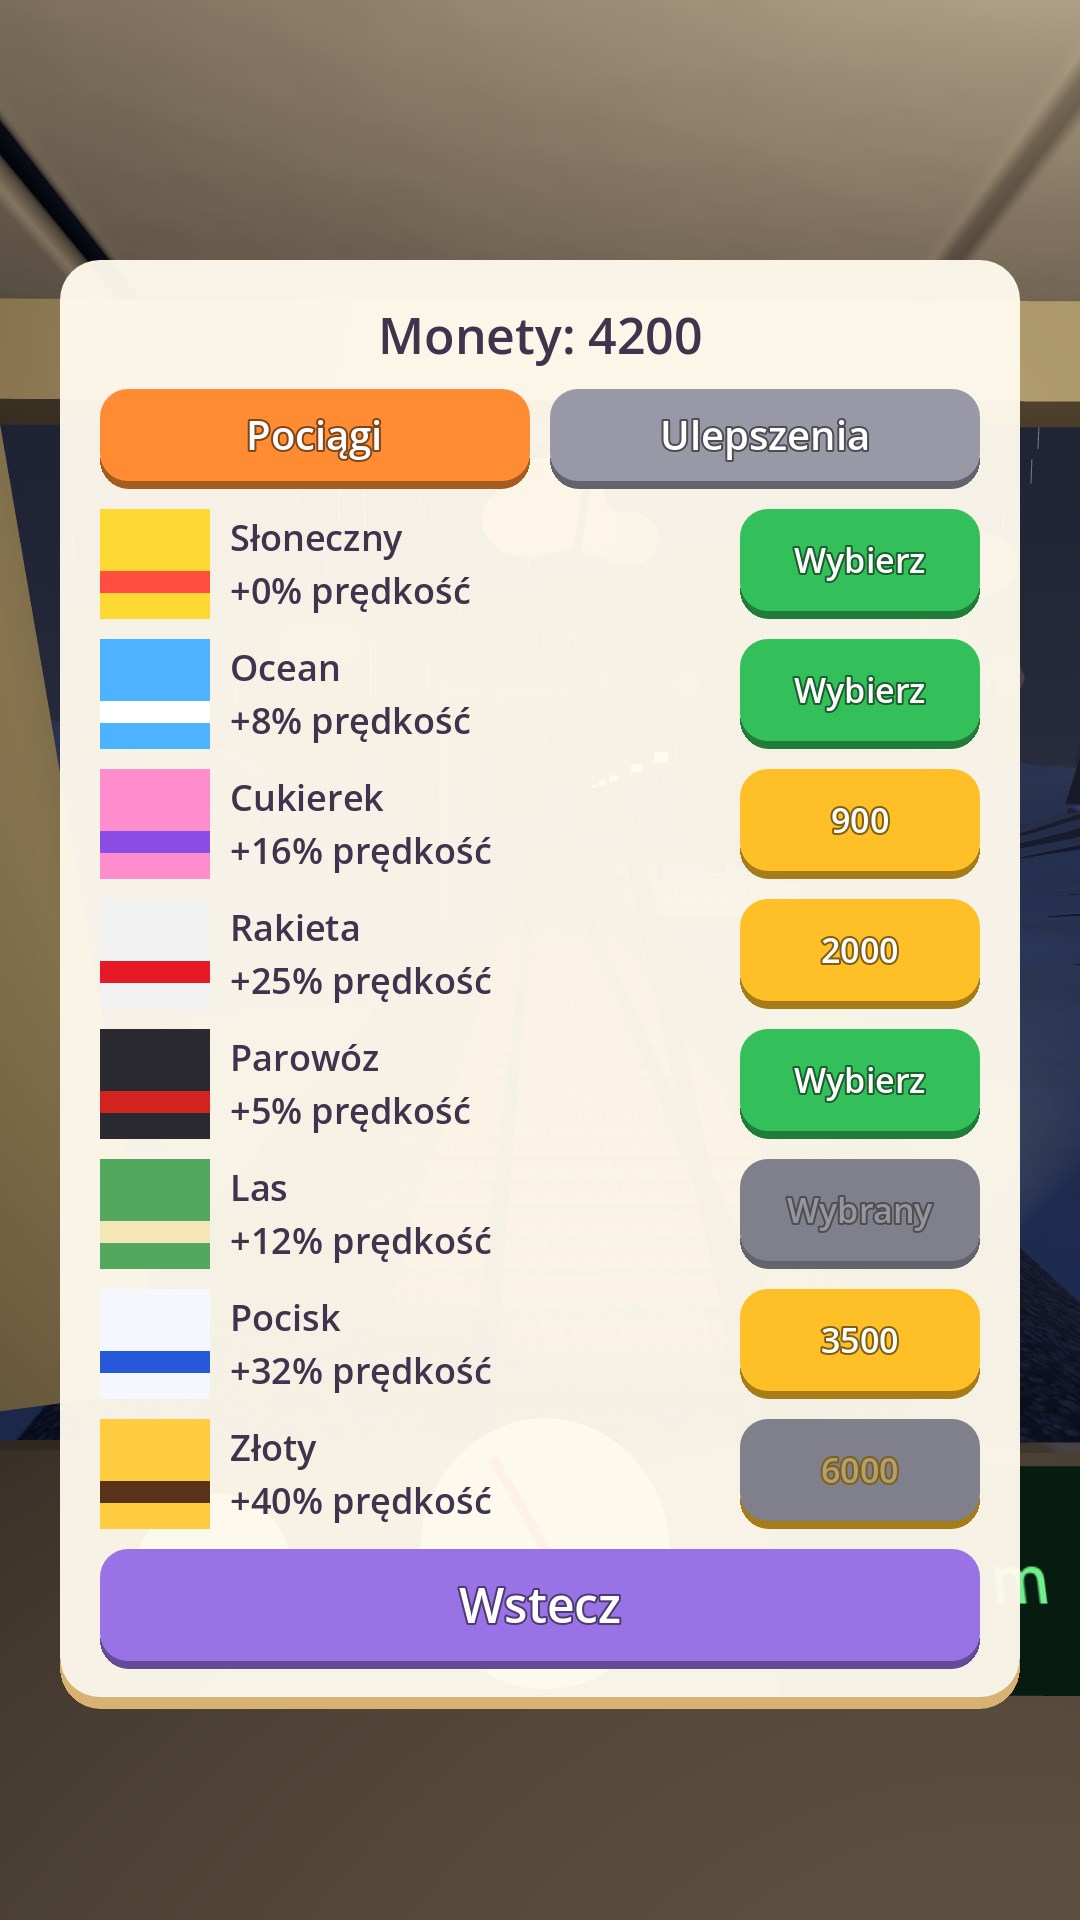 Monety: 4200
Pociągi
Ulepszenia
Słoneczny
+0% prędkość
Wybierz
Ocean
+8% prędkość
Wybierz
Cukierek
+16% prędkość
900
Rakieta
+25% prędkość
2000
Parowóz
+5% prędkość
Wybierz
Las
+12% prędkość
Wybrany
Pocisk
+32% prędkość
3500
Złoty
+40% prędkość
6000
Wstecz
m